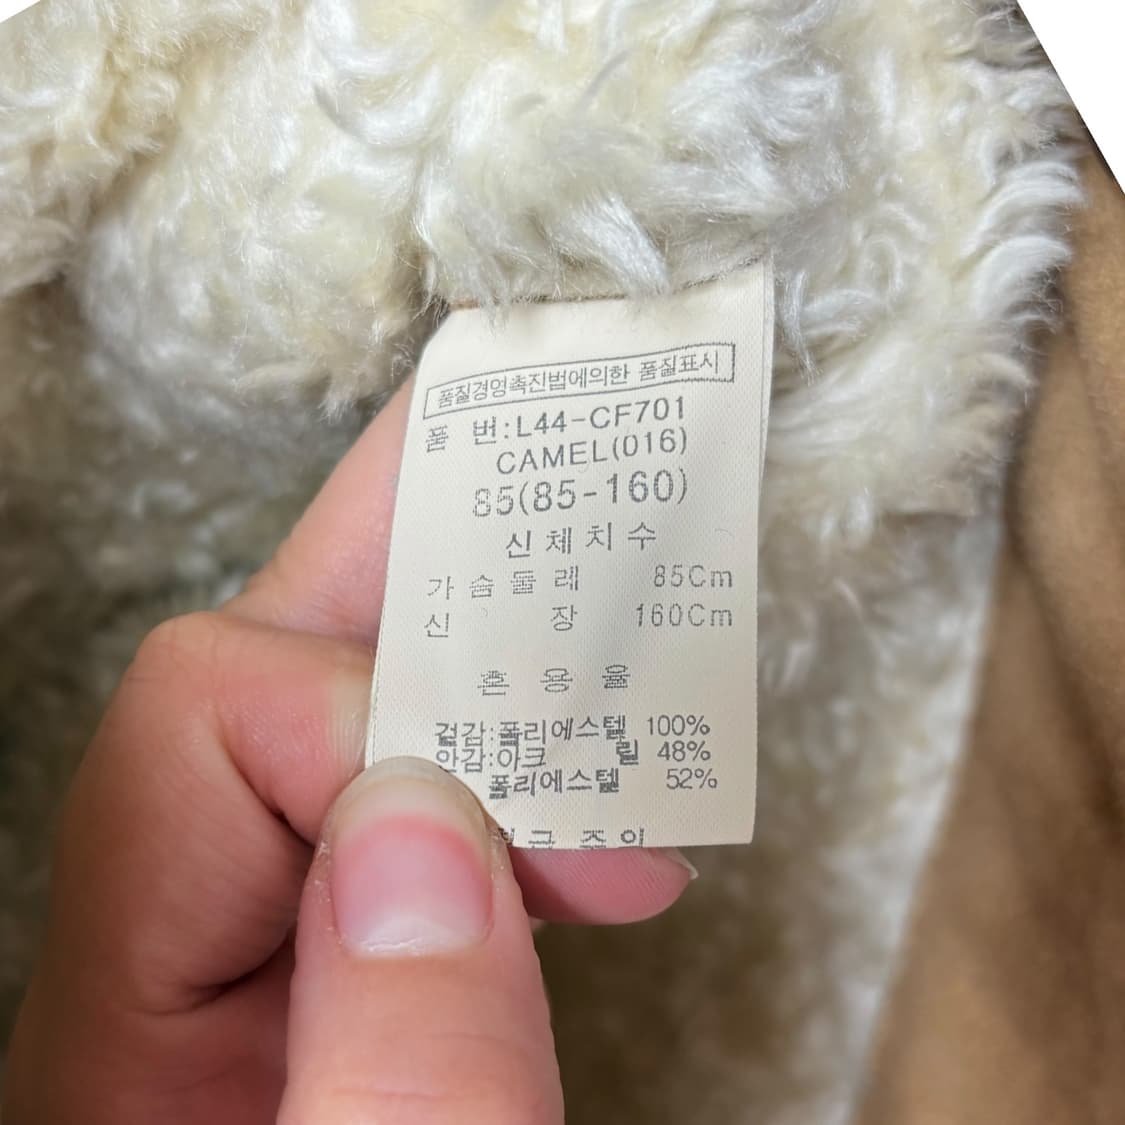 품질경영촉진법에의한 품질표시
품 번:L44-CF701
CAMEL(016)
85(85-160)
신체치수
가슴둘레 85Cm
신 장 160Cm
혼용율
겉감:폴리에스텔 100%
안감:아크 릴 48%
폴리에스텔 52%